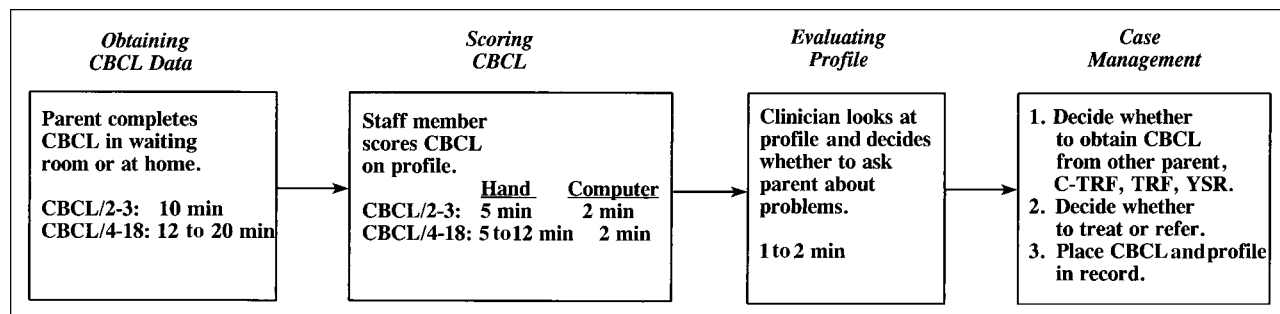 Obtaining
CBCL Data
Parent completes
CBCL in waiting
room or at home.
CBCL/2-3: 10 min
CBCL/4-18: 12 to 20 min
Scoring
CBCL
Staff member
scores CBCL
on profile.
Hand Computer
CBCL/2-3: 5 min 2 min
CBCL/4-18: 5 to 12 min 2 min
Evaluating
Profile
Clinician looks at
profile and decides
whether to ask
parent about
problems.
1 to 2 min
Case
Management
1. Decide whether
to obtain CBCL
from other parent,
C-TRF, TRF, YSR.
2. Decide whether
to treat or refer.
3. Place CBCL and profile
in record.